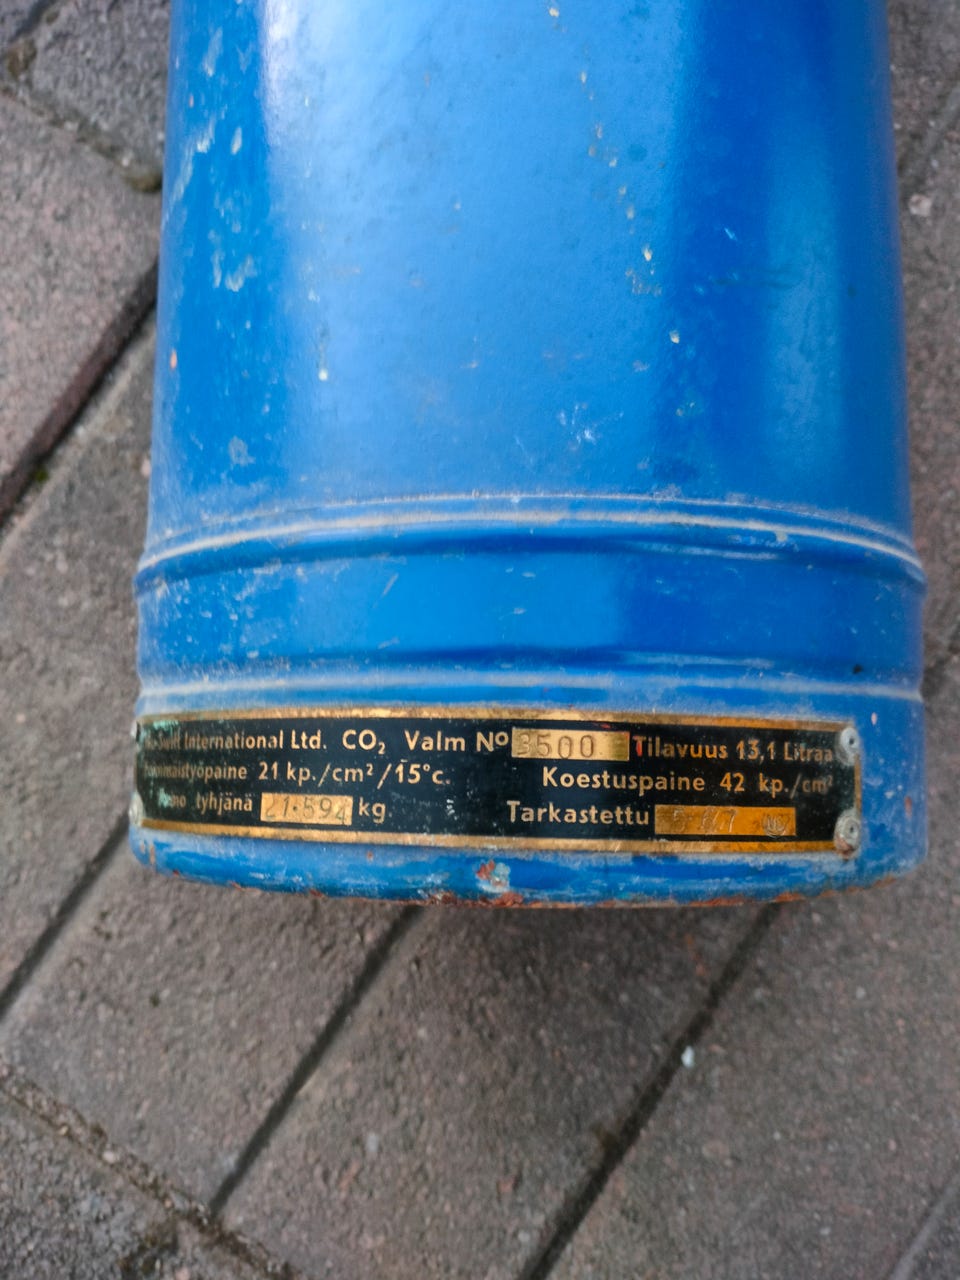 International Ltd. CO₂ Valm Nº 3500 Tilavuus 13,1 Litraa
21 kp./cm²/15°c. Koestuspaine 42 kp./cm²
tyhjänä 21·594 kg. Tarkastettu